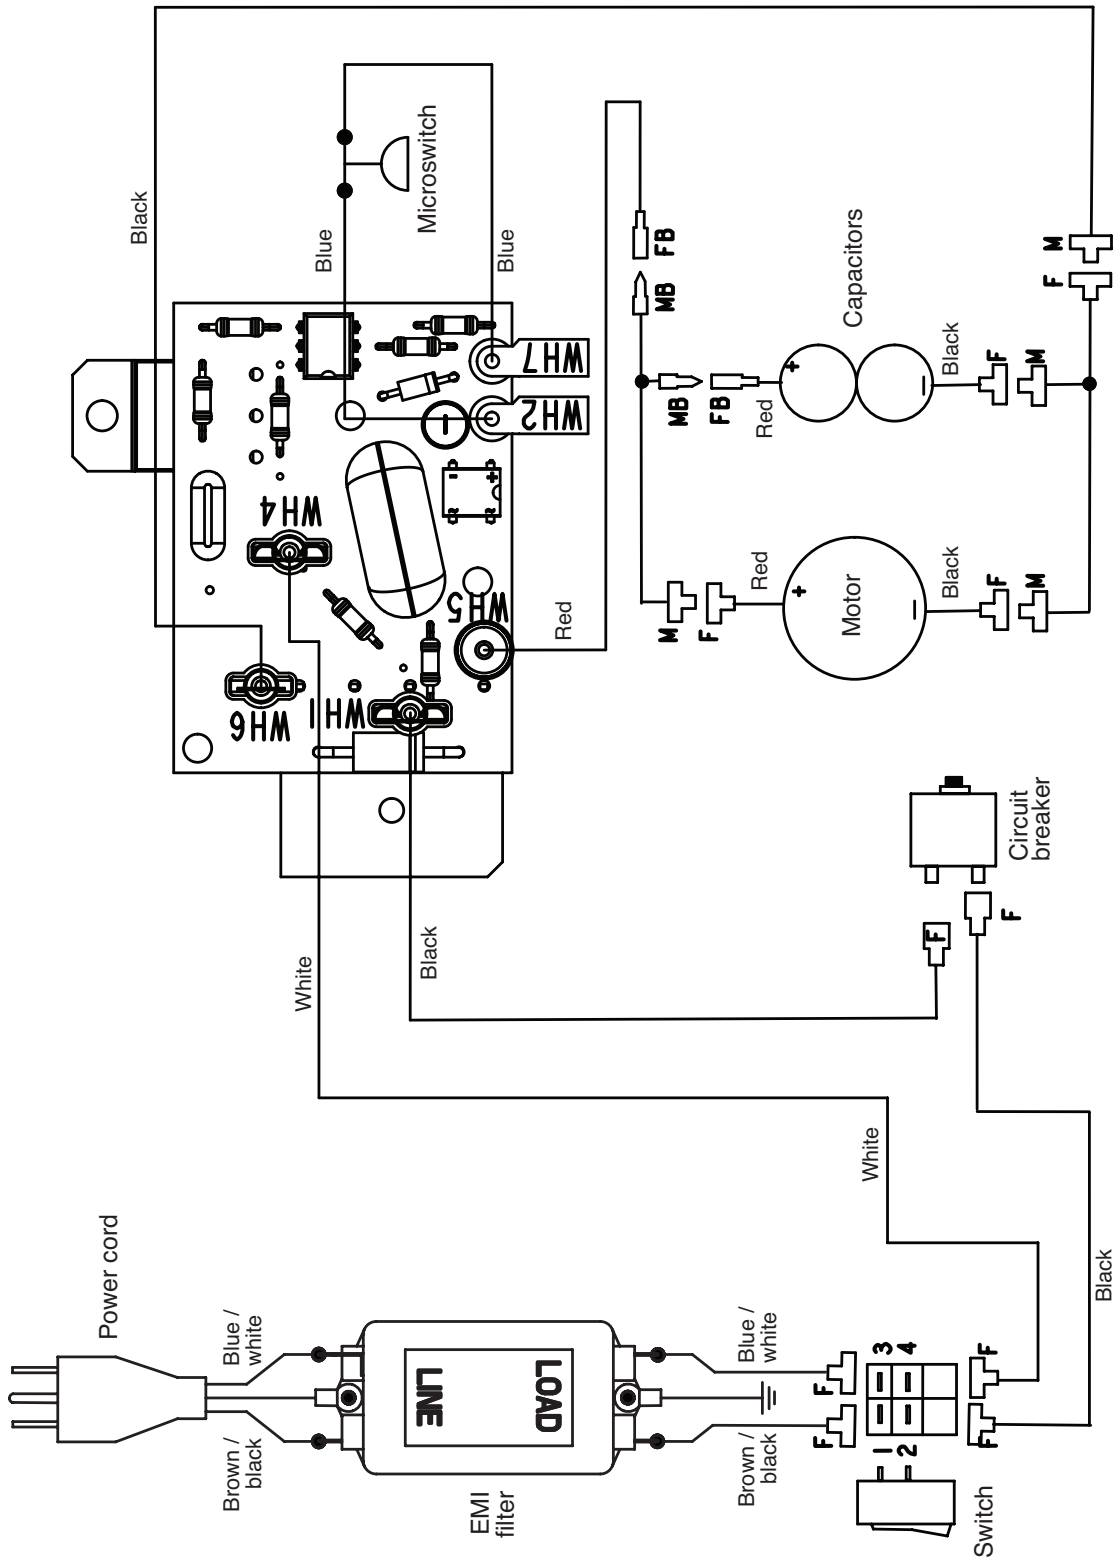 Power cord
Brown /
black
Blue /
white
EMI
filter
LINE
LOAD
Brown /
black
Blue /
white
F
F
1
3
2
4
F
F
Switch
Black
White
White
Black
F
F
Circuit
breaker
Black
WH6
WH4
WH1
WH5
WH2
WH7
-
+
Blue
Blue
Microswitch
Red
MB
FB
M
F
Red
+
Motor
-
Black
F
M
MB
FB
Red
+
Capacitors
-
Black
F
M
F
M